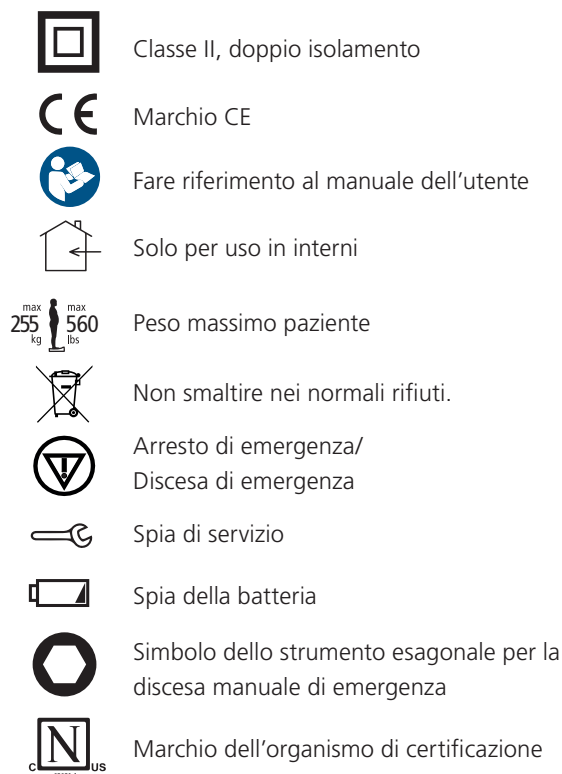 Classe II, doppio isolamento
CE Marchio CE
Fare riferimento al manuale dell'utente
Solo per uso in interni
max max
255 560 Peso massimo paziente
kg lbs
Non smaltire nei normali rifiuti.
Arresto di emergenza/
Discesa di emergenza
Spia di servizio
Spia della batteria
Simbolo dello strumento esagonale per la
discesa manuale di emergenza
N Marchio dell'organismo di certificazione
C US